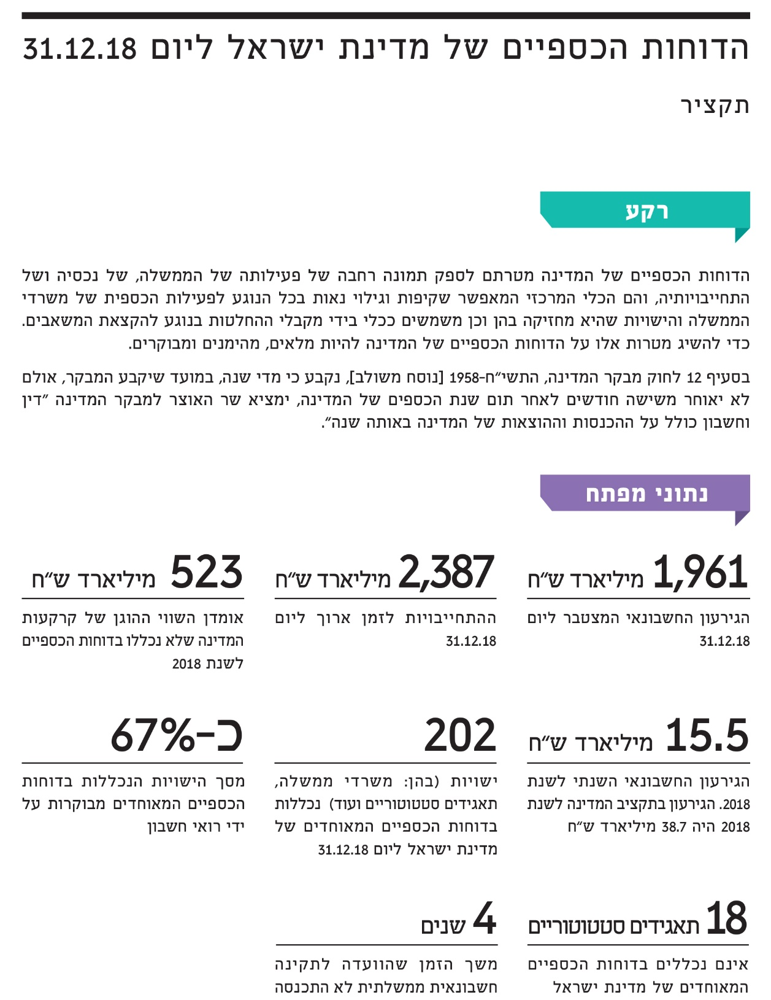 הדוחות הכספיים של מדינת ישראל ליום 31.12.18
תקציר
רקע
הדוחות הכספיים של המדינה מטרתם לספק תמונה רחבה של פעילותה של הממשלה, של נכסיה ושל
התחייבויותיה, והם הכלי המרכזי המאפשר שקיפות וגילוי נאות בכל הנוגע לפעילות הכספית של משרדי
הממשלה והישויות שהיא מחזיקה בהן וכן משמשים ככלי בידי מקבלי ההחלטות בנוגע להקצאת המשאבים.
כדי להשיג מטרות אלו על הדוחות הכספיים של המדינה להיות מלאים, מהימנים ומבוקרים.
בסעיף 12 לחוק מבקר המדינה, התשי"ח-1958 [נוסח משולב], נקבע כי מדי שנה, במועד שיקבע המבקר, אולם
לא יאוחר משישה חודשים לאחר תום שנת הכספים של המדינה, ימציא שר האוצר למבקר המדינה "דין
וחשבון כולל על ההכנסות וההוצאות של המדינה באותה שנה".
נתוני מפתח
1,961 מיליארד ש"ח
הגירעון החשבונאי המצטבר ליום
31.12.18
2,387 מיליארד ש"ח
ההתחייבויות לזמן ארוך ליום
31.12.18
523 מיליארד ש"ח
אומדן השווי ההוגן של קרקעות
המדינה שלא נכללו בדוחות הכספיים
לשנת 2018
15.5 מיליארד ש"ח
הגירעון החשבונאי השנתי לשנת
2018. הגירעון בתקציב המדינה לשנת
2018 היה 38.7 מיליארד ש"ח
202
ישויות (בהן: משרדי ממשלה,
תאגידים סטטוטוריים ועוד) נכללות
בדוחות הכספיים המאוחדים של
מדינת ישראל ליום 31.12.18
כ-67%
מסך הישויות הנכללות בדוחות
הכספיים המאוחדים מבוקרות על
ידי רואי חשבון
18 תאגידים סטטוטוריים
אינם נכללים בדוחות הכספיים
המאוחדים של מדינת ישראל
4 שנים
משך הזמן שהוועדה לתקינה
חשבונאית ממשלתית לא התכנסה